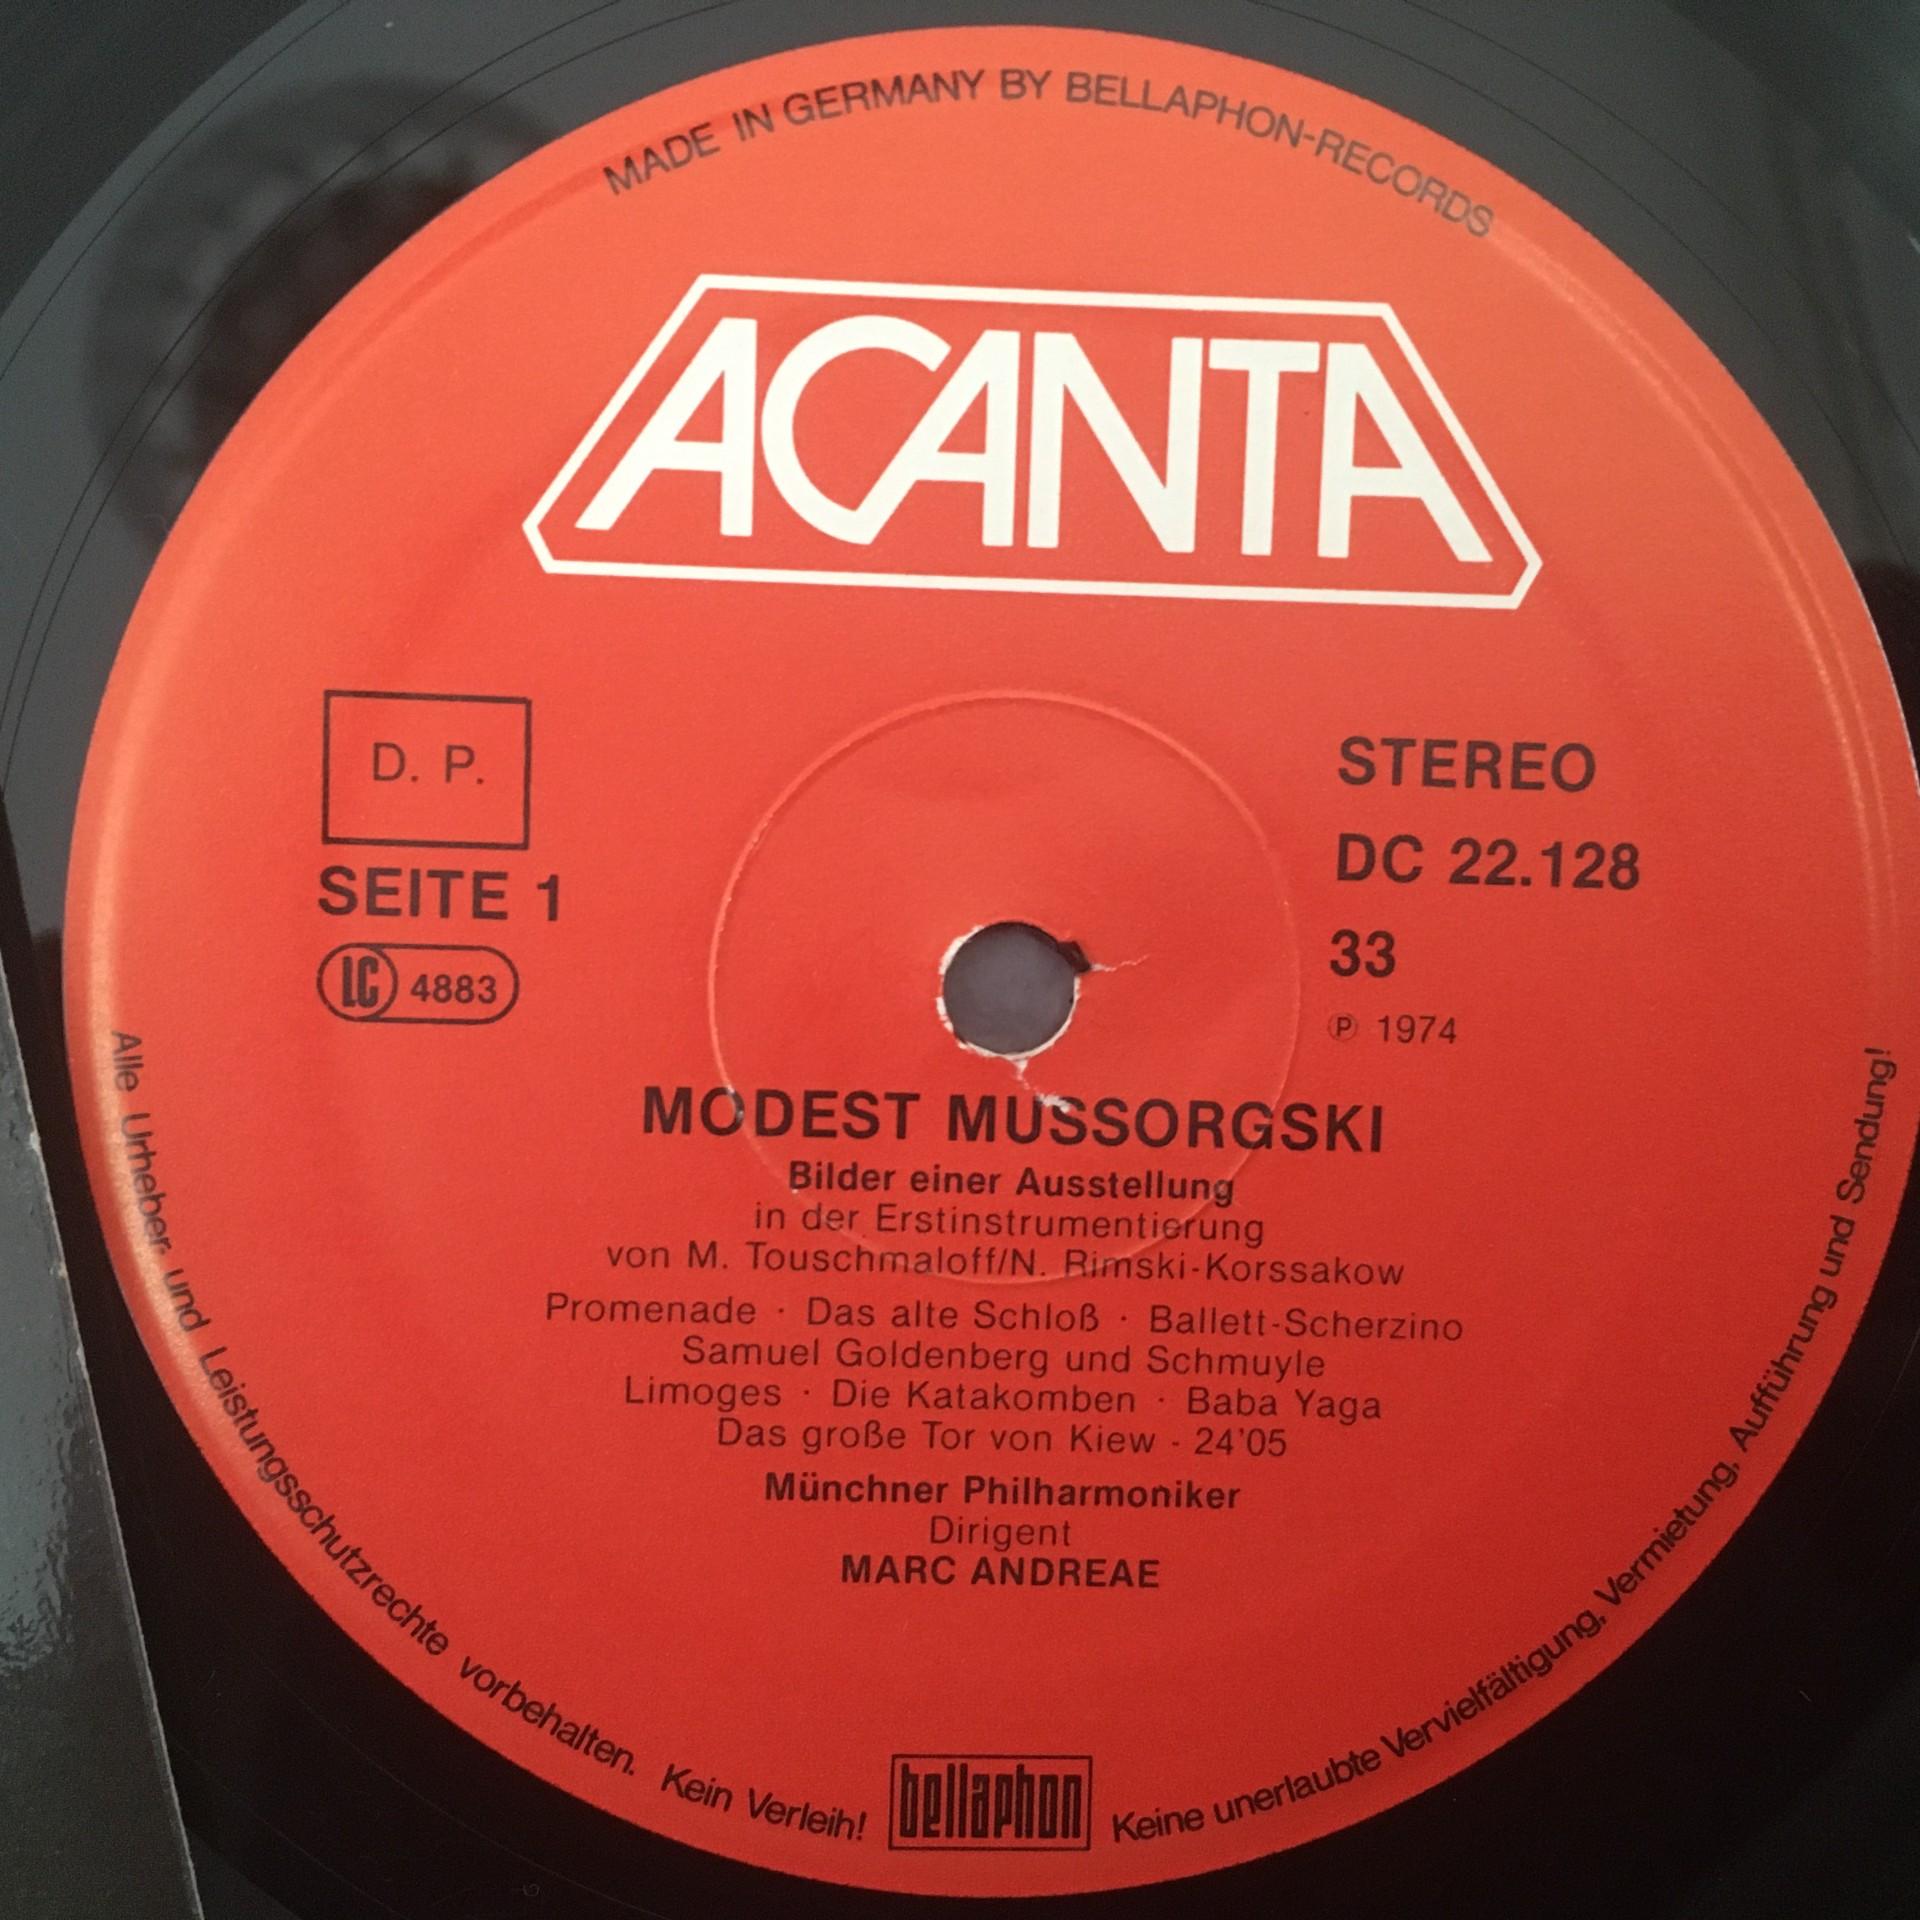 MADE IN GERMANY BY BELLAPHON-RECORDS
ACANTA
D. P.
SEITE 1
LC 4883
STEREO
DC 22.128
33
℗ 1974
MODEST MUSSORGSKI
Bilder einer Ausstellung
in der Erstinstrumentierung
von M. Touschmaloff/N. Rimski-Korssakow
Promenade · Das alte Schloß · Ballett-Scherzino
Samuel Goldenberg und Schmuyle
Limoges · Die Katakomben · Baba Yaga
Das große Tor von Kiew - 24'05
Münchner Philharmoniker
Dirigent
MARC ANDREAE
Alle Urheber- und Leistungsschutzrechte vorbehalten. Kein Verleih!
bellaphon
Keine unerlaubte Vervielfältigung, Vermietung, Aufführung und Sendung!